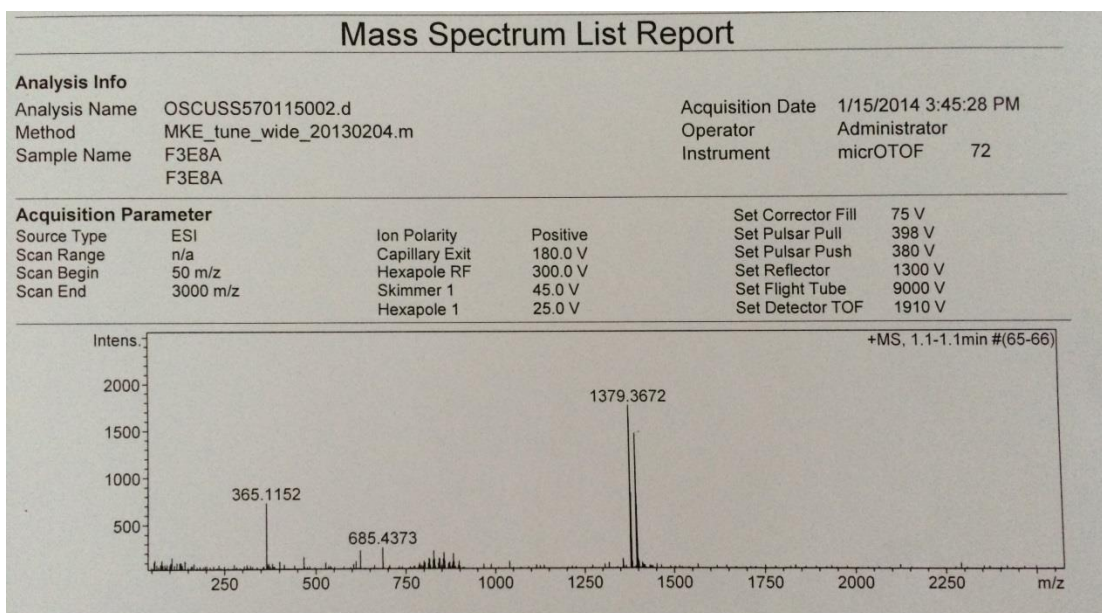 Mass Spectrum List Report
Analysis Info
Analysis Name OSCUSS570115002.d
Method MKE_tune_wide_20130204.m
Sample Name F3E8A
F3E8A
Acquisition Date 1/15/2014 3:45:28 PM
Operator Administrator
Instrument micrOTOF 72
Acquisition Parameter
Source Type ESI
Scan Range n/a
Scan Begin 50 m/z
Scan End 3000 m/z
Ion Polarity Positive
Capillary Exit 180.0 V
Hexapole RF 300.0 V
Skimmer 1 45.0 V
Hexapole 1 25.0 V
Set Corrector Fill 75 V
Set Pulsar Pull 398 V
Set Pulsar Push 380 V
Set Reflector 1300 V
Set Flight Tube 9000 V
Set Detector TOF 1910 V
Intens.
+MS, 1.1-1.1min #(65-66)
2000
1500
1000
500
1379.3672
365.1152
685.4373
250 500 750 1000 1250 1500 1750 2000 2250 m/z